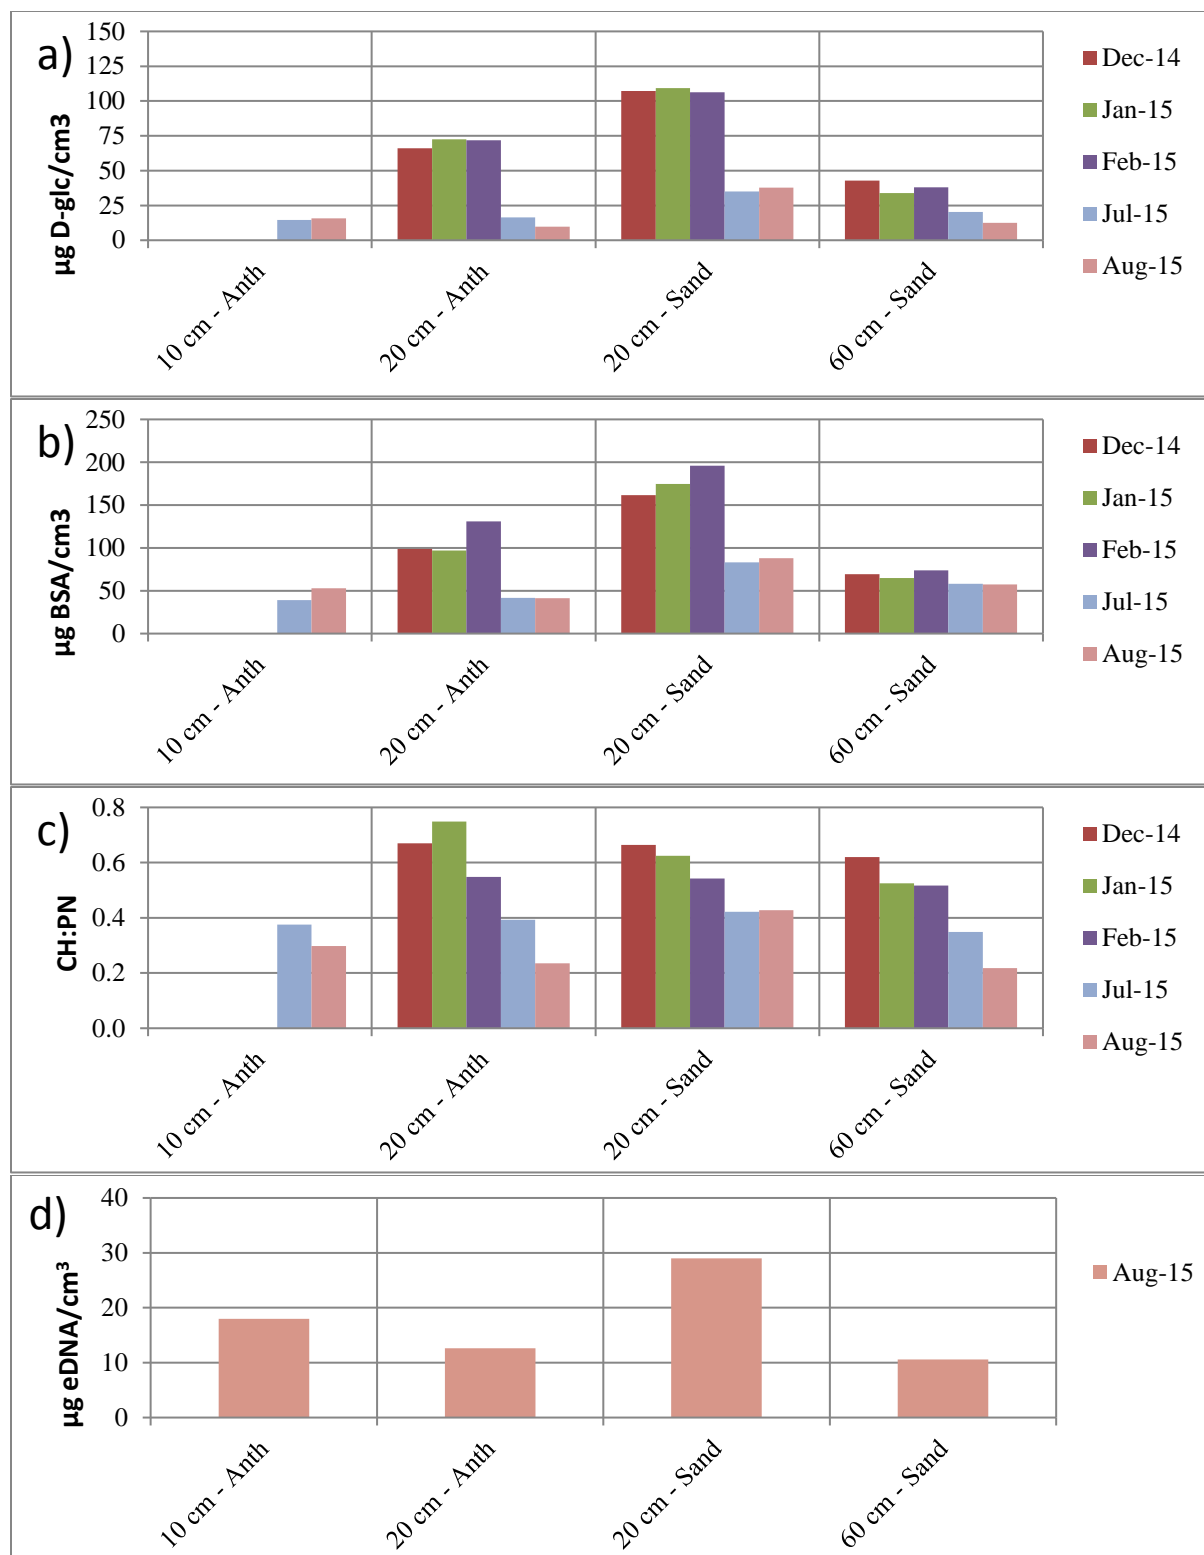 a)
µg D-glc/cm3
150
125
100
75
50
25
0
10 cm - Anth
20 cm - Anth
20 cm - Sand
60 cm - Sand
Dec-14
Jan-15
Feb-15
Jul-15
Aug-15
b)
µg BSA/cm3
250
200
150
100
50
0
10 cm - Anth
20 cm - Anth
20 cm - Sand
60 cm - Sand
Dec-14
Jan-15
Feb-15
Jul-15
Aug-15
c)
CH:PN
0.8
0.6
0.4
0.2
0.0
10 cm - Anth
20 cm - Anth
20 cm - Sand
60 cm - Sand
Dec-14
Jan-15
Feb-15
Jul-15
Aug-15
d)
µg eDNA/cm³
40
30
20
10
0
10 cm - Anth
20 cm - Anth
20 cm - Sand
60 cm - Sand
Aug-15